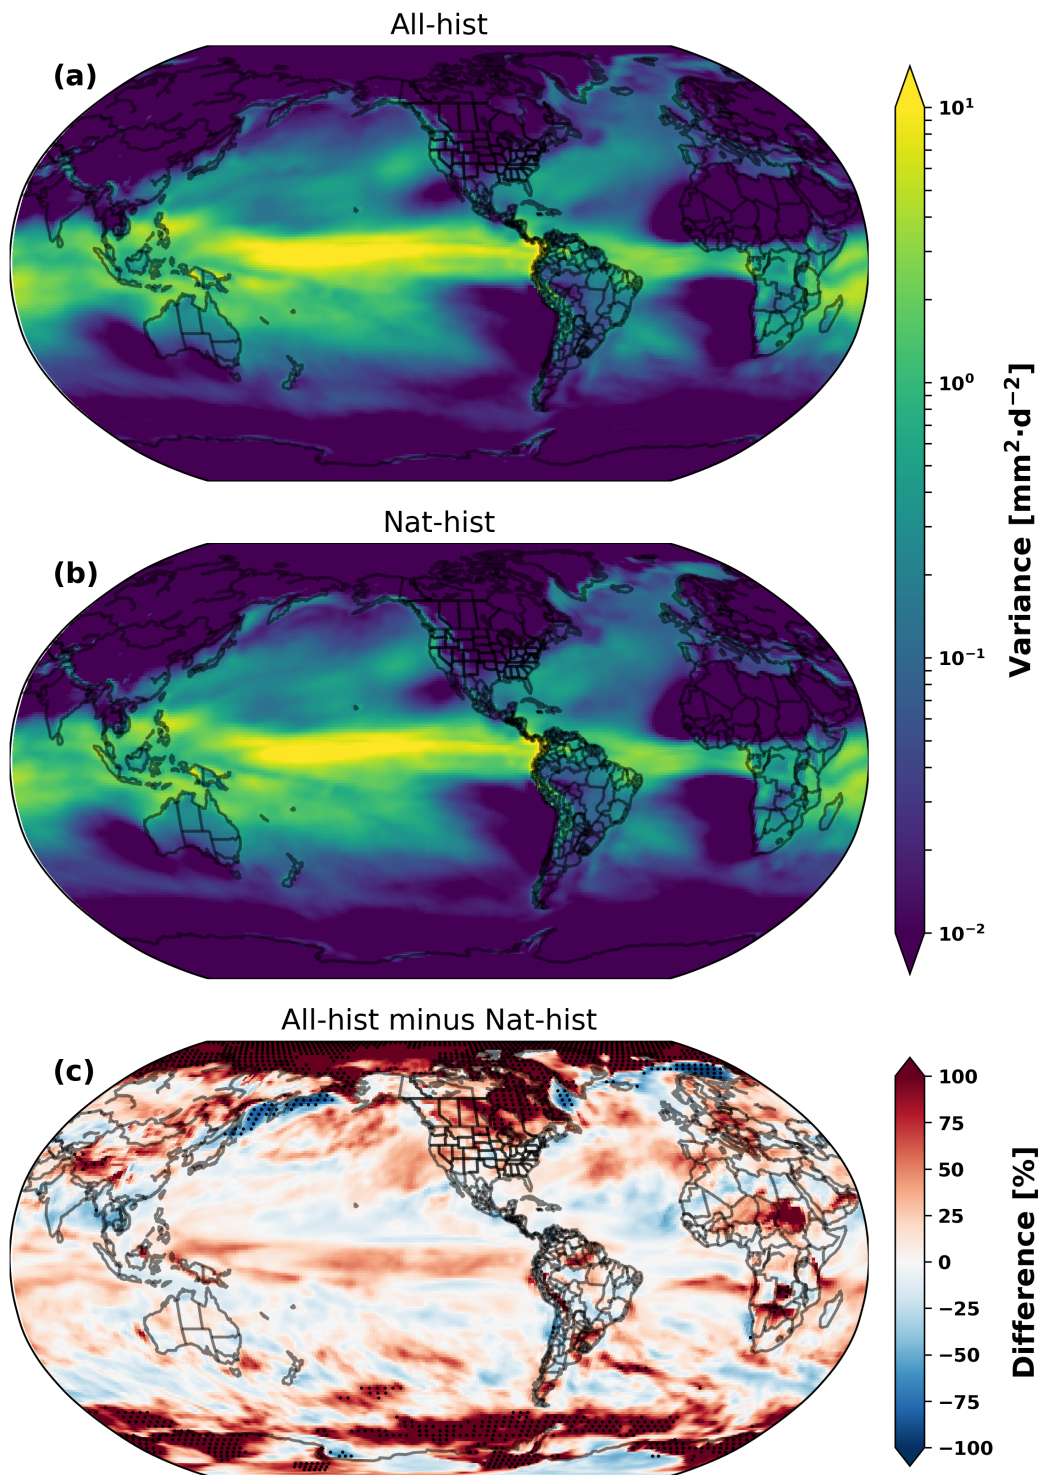 All-hist
(a)
10¹
10⁰
10⁻¹
10⁻²
Variance [mm²·d⁻²]
Nat-hist
(b)
All-hist minus Nat-hist
(c)
100
75
50
25
0
−25
−50
−75
−100
Difference [%]